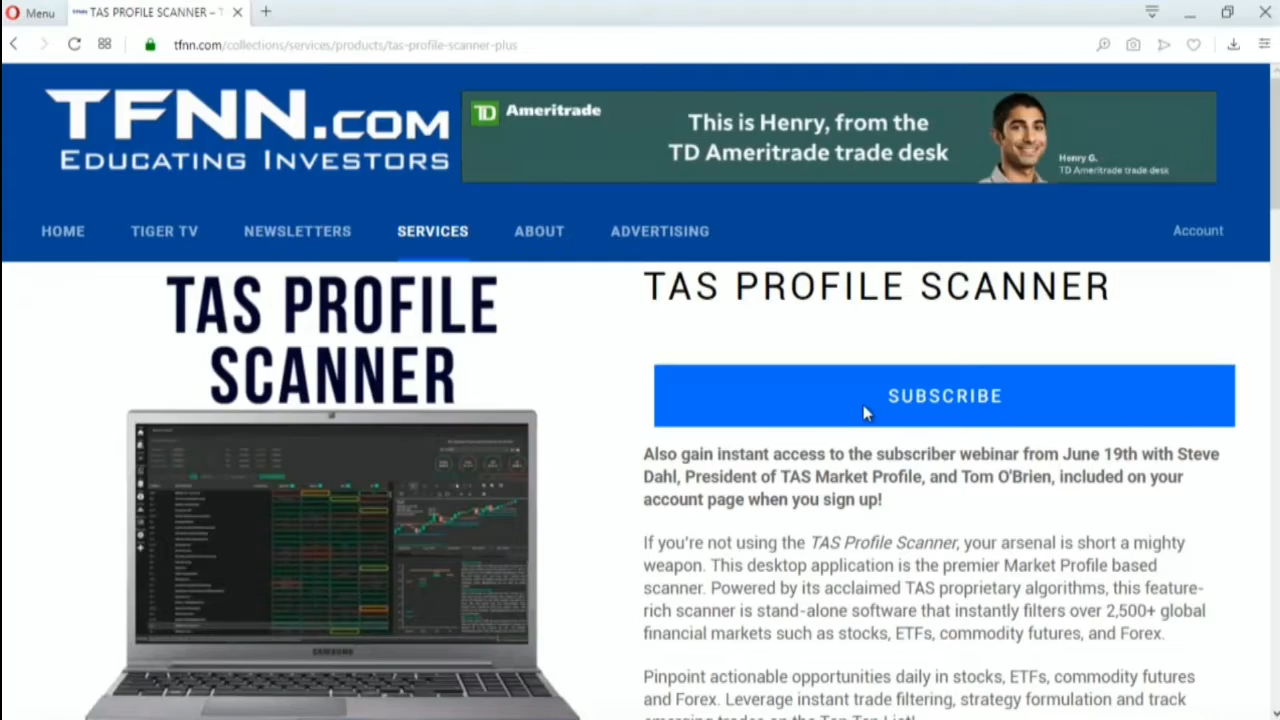 Menu
TAS PROFILE SCANNER – T
tfnn.com/collections/services/products/tas-profile-scanner-plus
TFNN.COM
EDUCATING INVESTORS
TD Ameritrade
This is Henry, from the
TD Ameritrade trade desk
Henry G.
TD Ameritrade trade desk
HOME TIGER TV NEWSLETTERS SERVICES ABOUT ADVERTISING Account
TAS PROFILE
SCANNER
SAMSUNG
TAS PROFILE SCANNER
SUBSCRIBE
Also gain instant access to the subscriber webinar from June 19th with Steve
Dahl, President of TAS Market Profile, and Tom O'Brien, included on your
account page when you sign up!
If you're not using the TAS Profile Scanner, your arsenal is short a mighty
weapon. This desktop application is the premier Market Profile based
scanner. Powered by its acclaimed TAS proprietary algorithms, this feature-
rich scanner is stand-alone software that instantly filters over 2,500+ global
financial markets such as stocks, ETFs, commodity futures, and Forex.
Pinpoint actionable opportunities daily in stocks, ETFs, commodity futures
and Forex. Leverage instant trade filtering, strategy formulation and track
emerging trades on the Top Ten List!